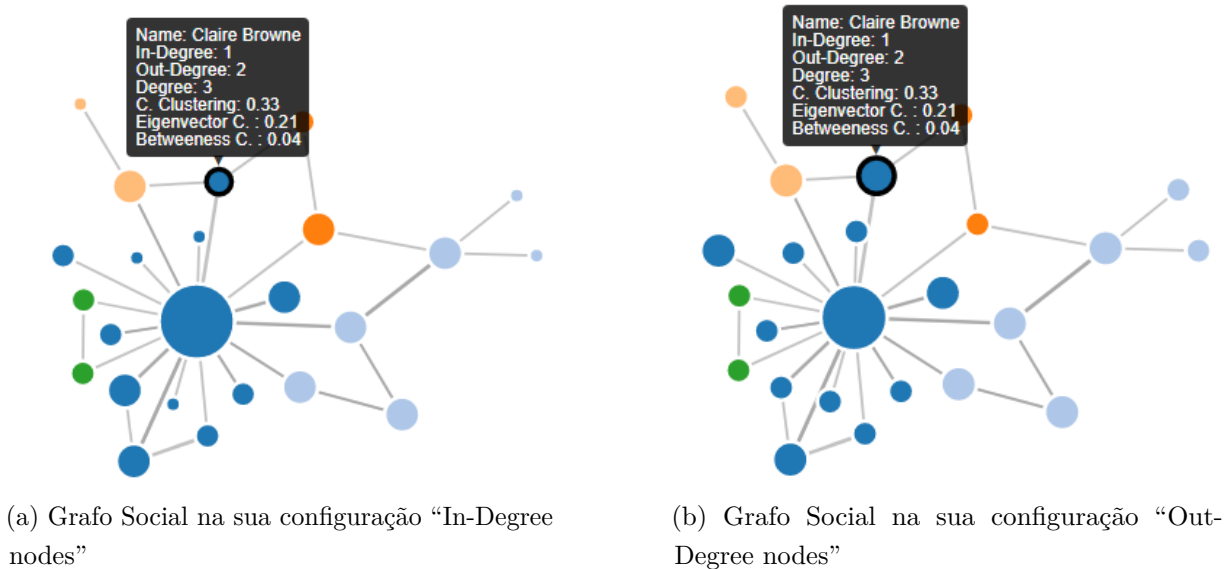 Name: Claire Browne
In-Degree: 1
Out-Degree: 2
Degree: 3
C. Clustering: 0.33
Eigenvector C. : 0.21
Betweeness C. : 0.04
Name: Claire Browne
In-Degree: 1
Out-Degree: 2
Degree: 3
C. Clustering: 0.33
Eigenvector C. : 0.21
Betweeness C. : 0.04
(a) Grafo Social na sua configuração “In-Degree
nodes”
(b) Grafo Social na sua configuração “Out-
Degree nodes”